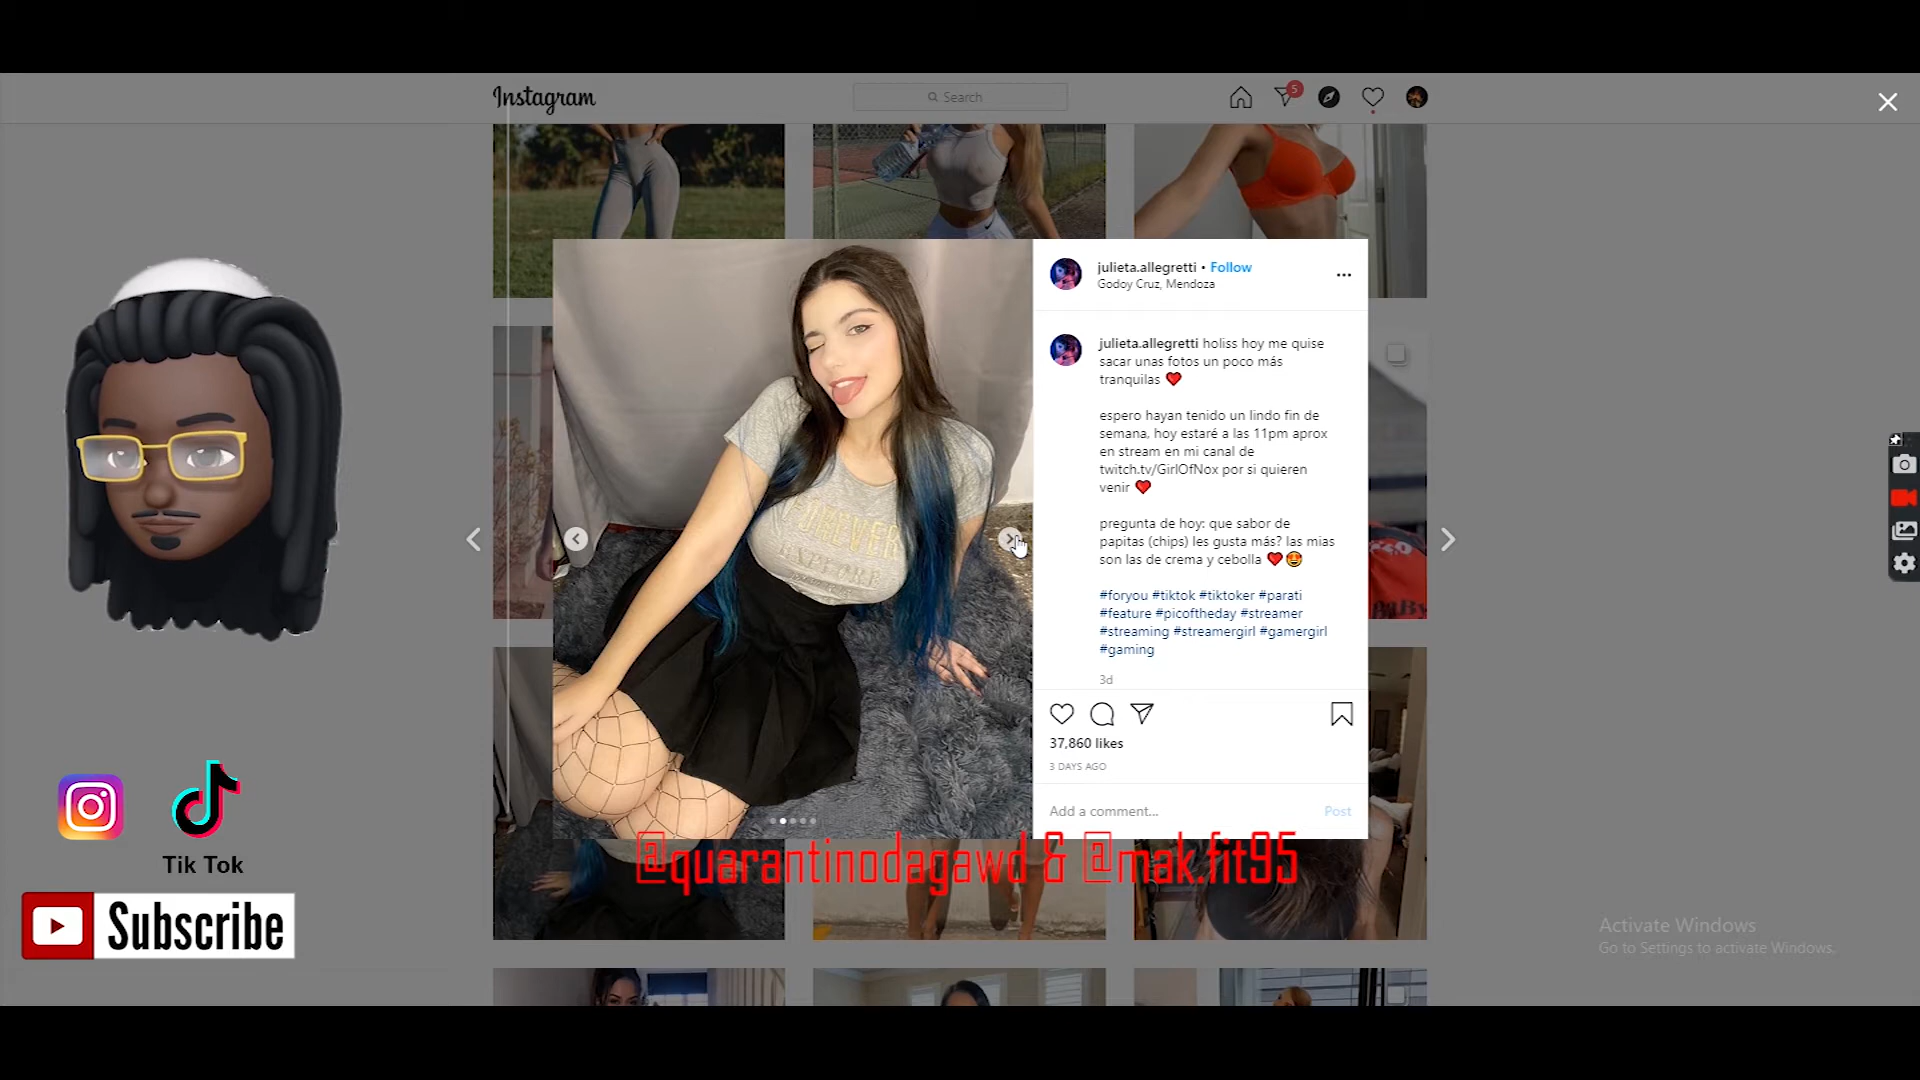 Instagram
Search
5
julieta.allegretti • Follow
Godoy Cruz, Mendoza
julieta.allegretti holiss hoy me quise
sacar unas fotos un poco más
tranquilas ❤️
espero hayan tenido un lindo fin de
semana, hoy estaré a las 11pm aprox
en stream en mi canal de
twitch.tv/GirlOfNox por si quieren
venir ❤️
pregunta de hoy: que sabor de
papitas (chips) les gusta más? las mias
son las de crema y cebolla ❤️😍
#foryou #tiktok #tiktoker #parati
#feature #picoftheday #streamer
#streaming #streamergirl #gamergirl
#gaming
3d
37,860 likes
3 DAYS AGO
Add a comment... Post
FOREVER
EXPLORE
@quarantinodagawd & @mak.fit95
Tik Tok
Subscribe
Activate Windows
Go to Settings to activate Windows.